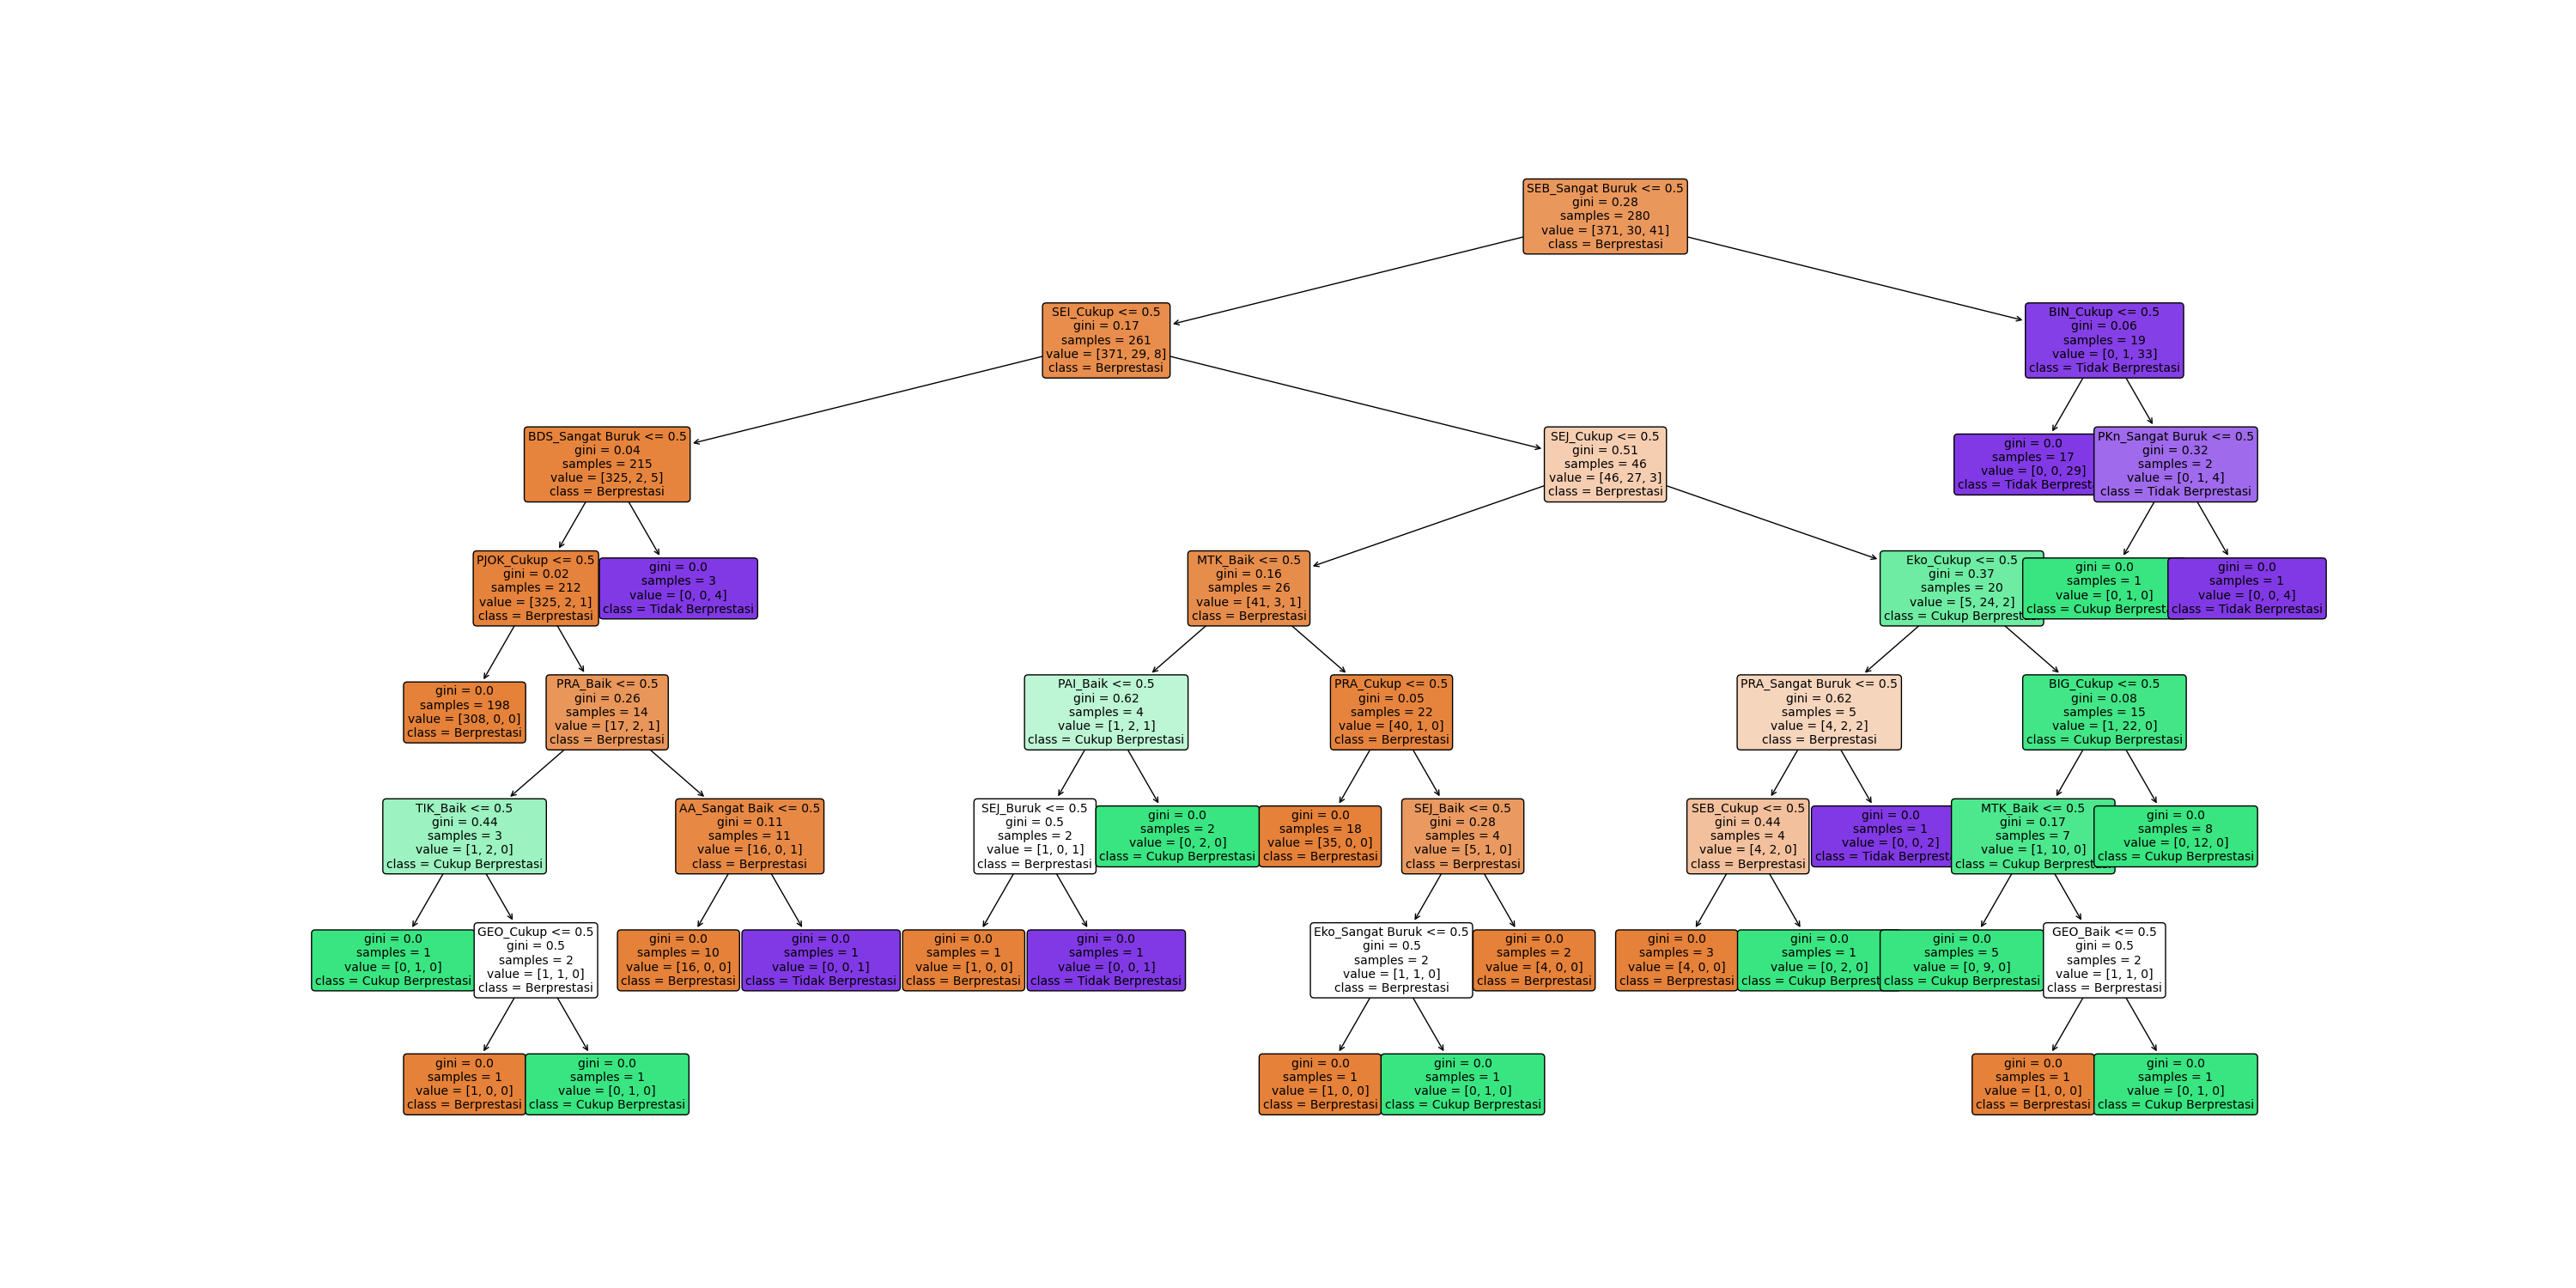 SEB_Sangat Buruk <= 0.5
gini = 0.28
samples = 280
value = [371, 30, 41]
class = Berprestasi
SEI_Cukup <= 0.5
gini = 0.17
samples = 261
value = [371, 29, 8]
class = Berprestasi
BIN_Cukup <= 0.5
gini = 0.06
samples = 19
value = [0, 1, 33]
class = Tidak Berprestasi
BDS_Sangat Buruk <= 0.5
gini = 0.04
samples = 215
value = [325, 2, 5]
class = Berprestasi
SEJ_Cukup <= 0.5
gini = 0.51
samples = 46
value = [46, 27, 3]
class = Berprestasi
gini = 0.0
samples = 17
value = [0, 0, 29]
class = Tidak Berprest
PKn_Sangat Buruk <= 0.5
gini = 0.32
samples = 2
value = [0, 1, 4]
class = Tidak Berprestasi
PJOK_Cukup <= 0.5
gini = 0.02
samples = 212
value = [325, 2, 1]
class = Berprestasi
gini = 0.0
samples = 3
value = [0, 0, 4]
class = Tidak Berprestasi
MTK_Baik <= 0.5
gini = 0.16
samples = 26
value = [41, 3, 1]
class = Berprestasi
Eko_Cukup <= 0.5
gini = 0.37
samples = 20
value = [5, 24, 2]
class = Cukup Berprest
gini = 0.0
samples = 1
value = [0, 1, 0]
class = Cukup Berprest
gini = 0.0
samples = 1
value = [0, 0, 4]
class = Tidak Berprestasi
gini = 0.0
samples = 198
value = [308, 0, 0]
class = Berprestasi
PRA_Baik <= 0.5
gini = 0.26
samples = 14
value = [17, 2, 1]
class = Berprestasi
PAI_Baik <= 0.5
gini = 0.62
samples = 4
value = [1, 2, 1]
class = Cukup Berprestasi
PRA_Cukup <= 0.5
gini = 0.05
samples = 22
value = [40, 1, 0]
class = Berprestasi
PRA_Sangat Buruk <= 0.5
gini = 0.62
samples = 5
value = [4, 2, 2]
class = Berprestasi
BIG_Cukup <= 0.5
gini = 0.08
samples = 15
value = [1, 22, 0]
class = Cukup Berprestasi
TIK_Baik <= 0.5
gini = 0.44
samples = 3
value = [1, 2, 0]
class = Cukup Berprestasi
AA_Sangat Baik <= 0.5
gini = 0.11
samples = 11
value = [16, 0, 1]
class = Berprestasi
SEJ_Buruk <= 0.5
gini = 0.5
samples = 2
value = [1, 0, 1]
class = Berprestasi
gini = 0.0
samples = 2
value = [0, 2, 0]
class = Cukup Berprestasi
gini = 0.0
samples = 18
value = [35, 0, 0]
class = Berprestasi
SEJ_Baik <= 0.5
gini = 0.28
samples = 4
value = [5, 1, 0]
class = Berprestasi
SEB_Cukup <= 0.5
gini = 0.44
samples = 4
value = [4, 2, 0]
class = Berprestasi
gini = 0.0
samples = 1
value = [0, 0, 2]
class = Tidak Berprest
MTK_Baik <= 0.5
gini = 0.17
samples = 7
value = [1, 10, 0]
class = Cukup Berprest
gini = 0.0
samples = 8
value = [0, 12, 0]
class = Cukup Berprestasi
gini = 0.0
samples = 1
value = [0, 1, 0]
class = Cukup Berprestasi
GEO_Cukup <= 0.5
gini = 0.5
samples = 2
value = [1, 1, 0]
class = Berprestasi
gini = 0.0
samples = 10
value = [16, 0, 0]
class = Berprestasi
gini = 0.0
samples = 1
value = [0, 0, 1]
class = Tidak Berprestasi
gini = 0.0
samples = 1
value = [1, 0, 0]
class = Berprestasi
gini = 0.0
samples = 1
value = [0, 0, 1]
class = Tidak Berprestasi
Eko_Sangat Buruk <= 0.5
gini = 0.5
samples = 2
value = [1, 1, 0]
class = Berprestasi
gini = 0.0
samples = 2
value = [4, 0, 0]
class = Berprestasi
gini = 0.0
samples = 3
value = [4, 0, 0]
class = Berprestasi
gini = 0.0
samples = 1
value = [0, 2, 0]
class = Cukup Berprest
gini = 0.0
samples = 5
value = [0, 9, 0]
class = Cukup Berprestasi
GEO_Baik <= 0.5
gini = 0.5
samples = 2
value = [1, 1, 0]
class = Berprestasi
gini = 0.0
samples = 1
value = [1, 0, 0]
class = Berprestasi
gini = 0.0
samples = 1
value = [0, 1, 0]
class = Cukup Berprestasi
gini = 0.0
samples = 1
value = [1, 0, 0]
class = Berprestasi
gini = 0.0
samples = 1
value = [0, 1, 0]
class = Cukup Berprestasi
gini = 0.0
samples = 1
value = [1, 0, 0]
class = Berprestasi
gini = 0.0
samples = 1
value = [0, 1, 0]
class = Cukup Berprestasi